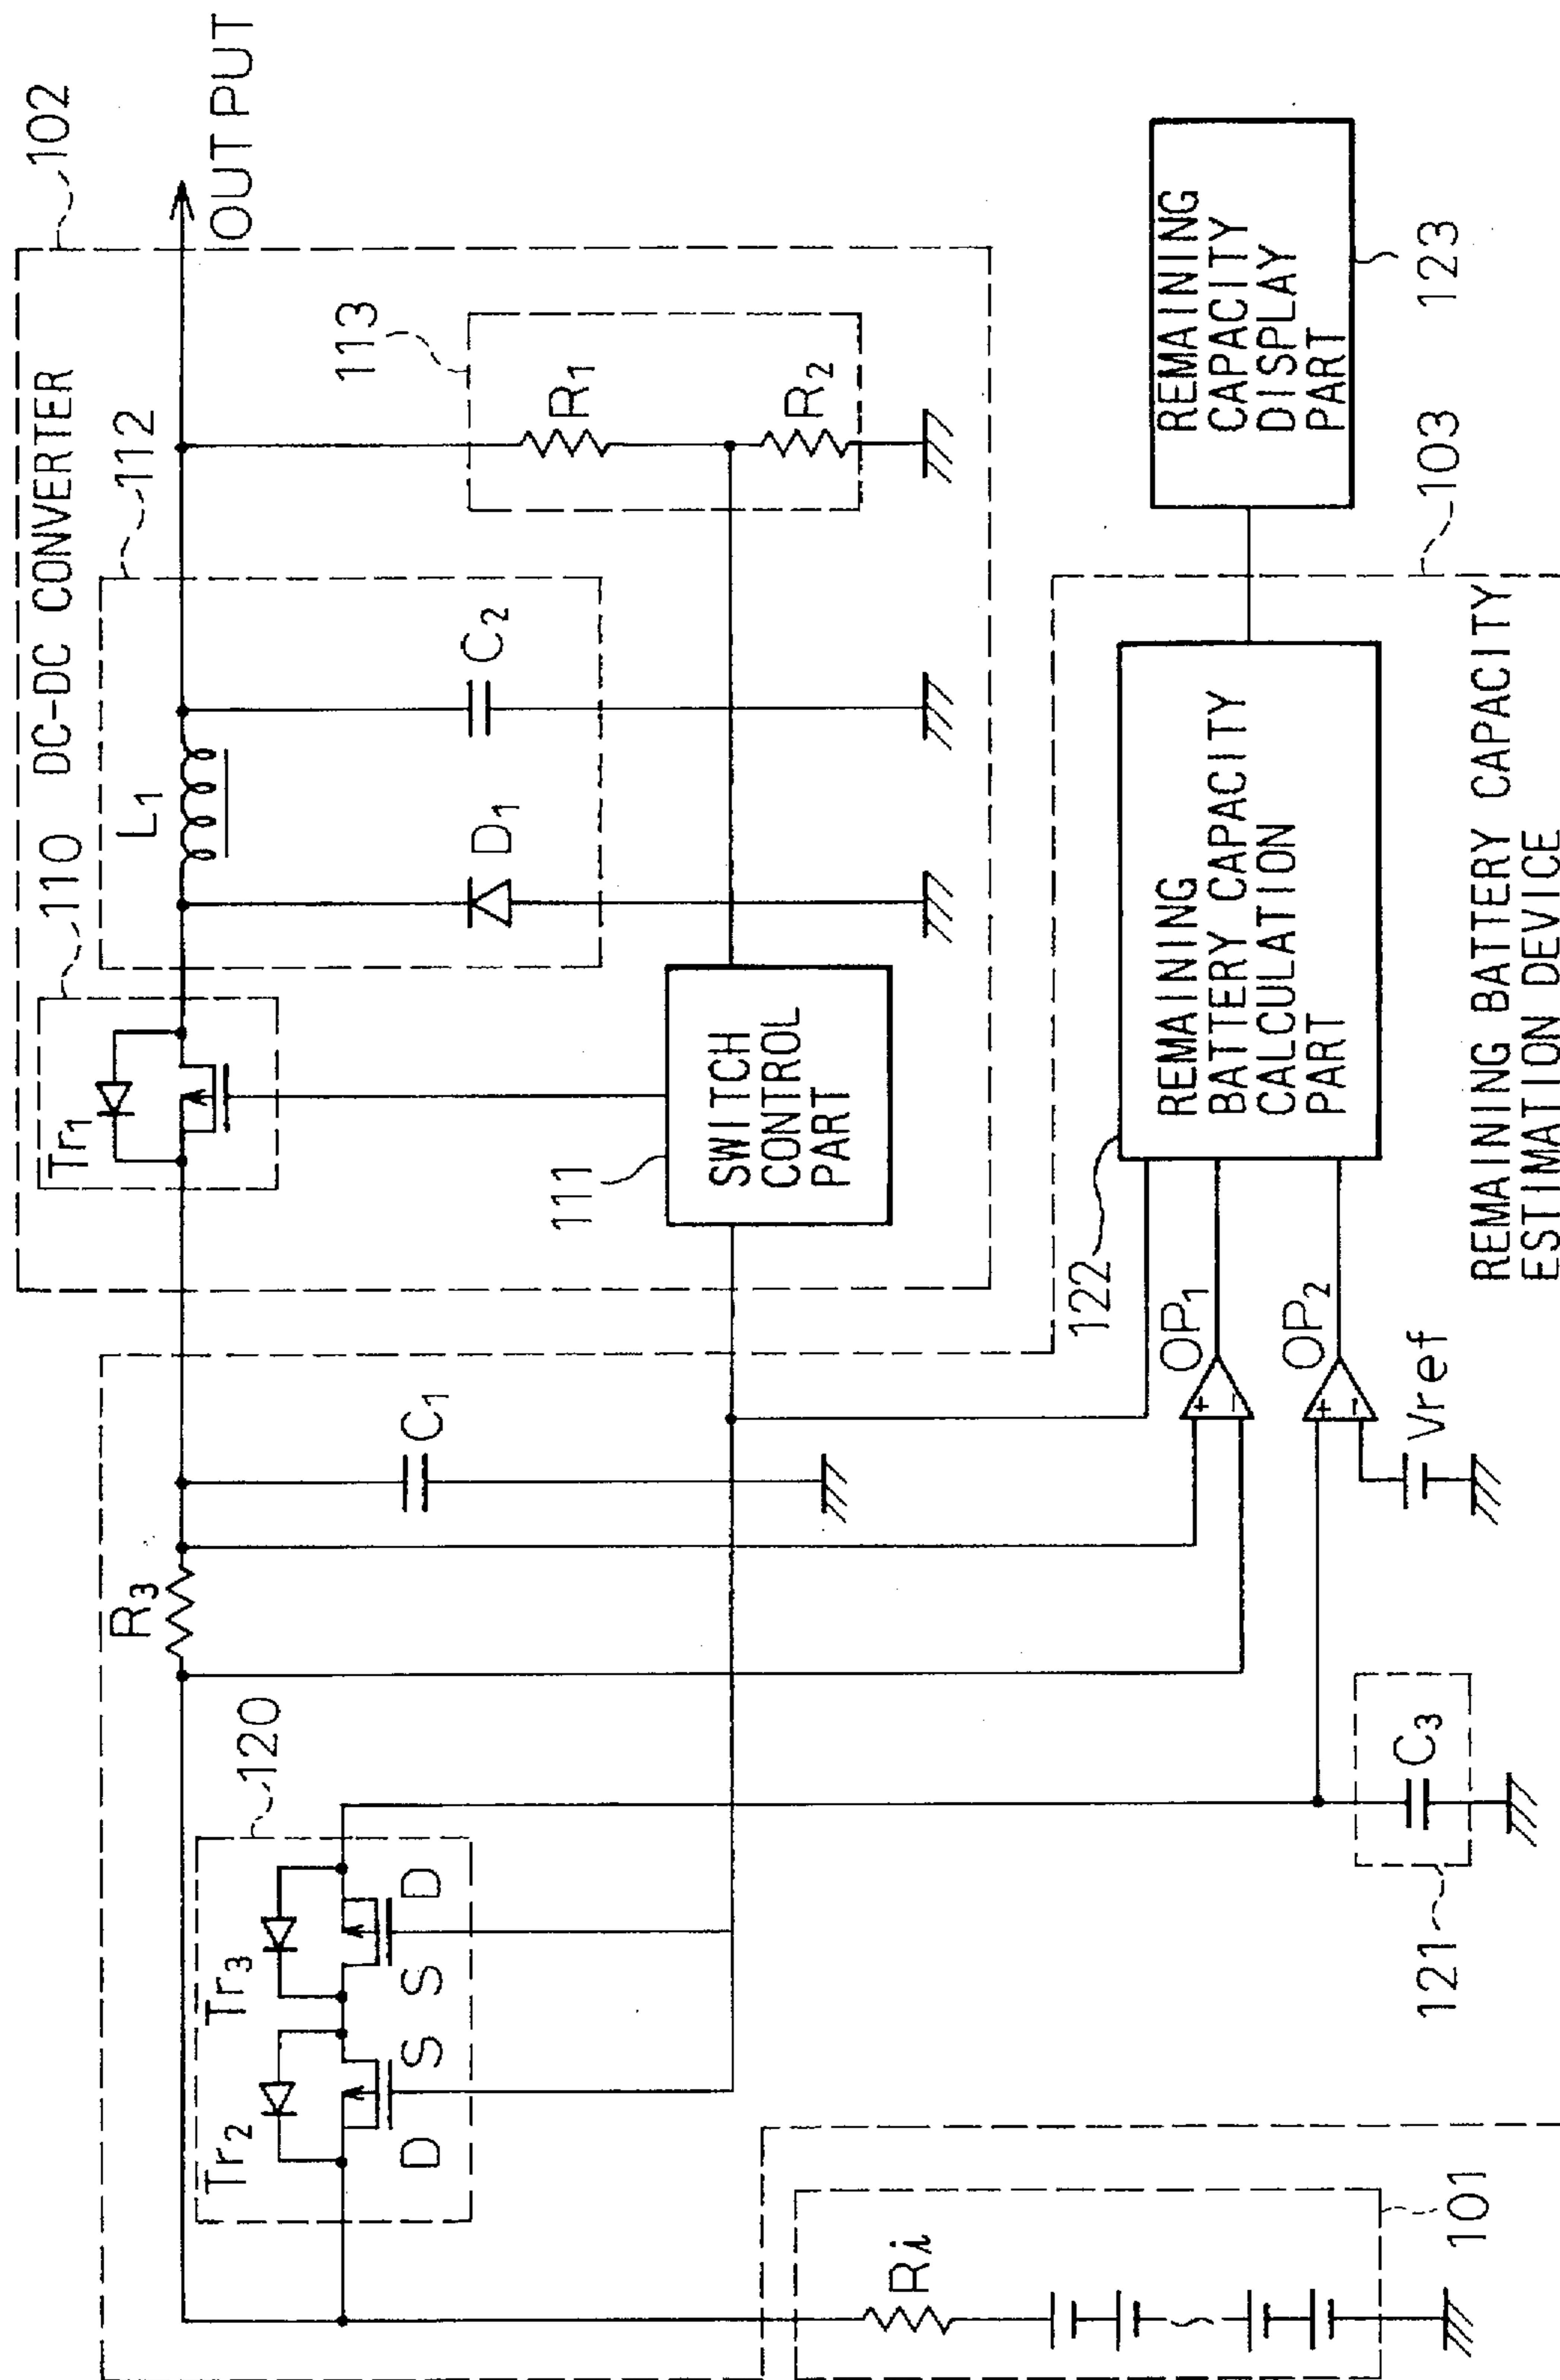 102
OUTPUT
110
DC-DC CONVERTER
112
113
L1
C2
D1
R1
R2
Tr1
111
SWITCH
CONTROL
PART
R3
C1
120
Tr2
Tr3
D
S
S
D
Ri
101
121
C3
OP1
OP2
Vref
122
REMAINING
BATTERY CAPACITY
CALCULATION
PART
REMAINING
CAPACITY
DISPLAY
PART
123
103
REMAINING BATTERY CAPACITY
ESTIMATION DEVICE
+
−
+
−